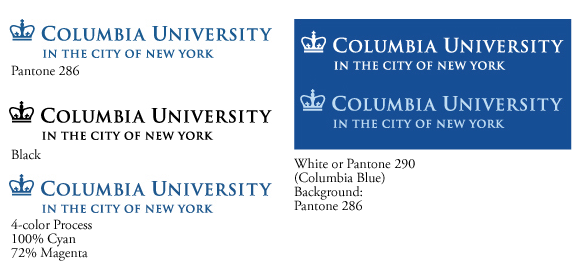 COLUMBIA UNIVERSITY
IN THE CITY OF NEW YORK
Pantone 286
COLUMBIA UNIVERSITY
IN THE CITY OF NEW YORK
Black
COLUMBIA UNIVERSITY
IN THE CITY OF NEW YORK
4-color Process
100% Cyan
72% Magenta
COLUMBIA UNIVERSITY
IN THE CITY OF NEW YORK
COLUMBIA UNIVERSITY
IN THE CITY OF NEW YORK
White or Pantone 290
(Columbia Blue)
Background:
Pantone 286